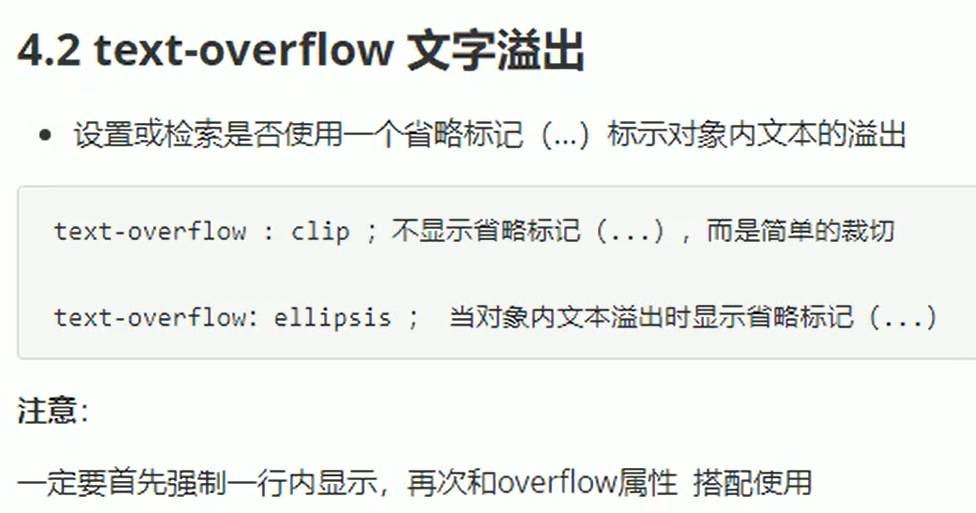 4.2 text-overflow 文字溢出
• 设置或检索是否使用一个省略标记（...）标示对象内文本的溢出
text-overflow : clip ; 不显示省略标记（...），而是简单的裁切
text-overflow: ellipsis ; 当对象内文本溢出时显示省略标记（...）
注意：
一定要首先强制一行内显示，再次和overflow属性 搭配使用